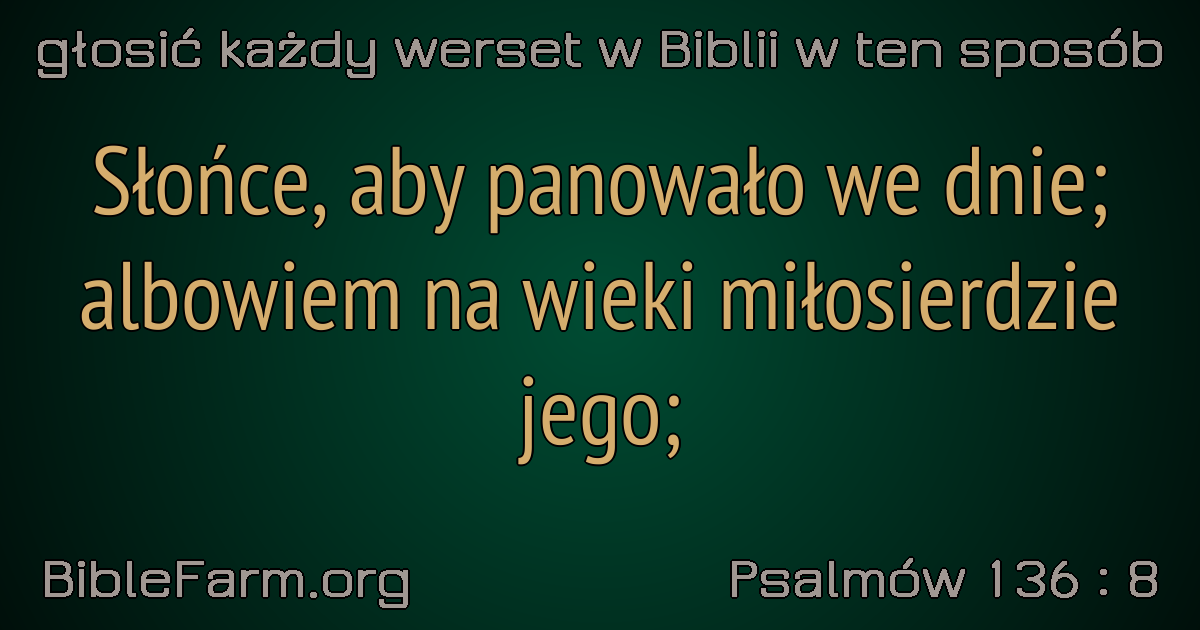 głosić każdy werset w Biblii w ten sposób
Słońce, aby panowało we dnie;
albowiem na wieki miłosierdzie
jego;
BibleFarm.org
Psalmów 136 : 8